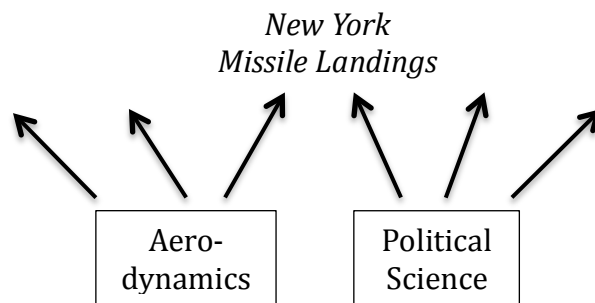 New York
Missile Landings
Aero-
dynamics
Political
Science